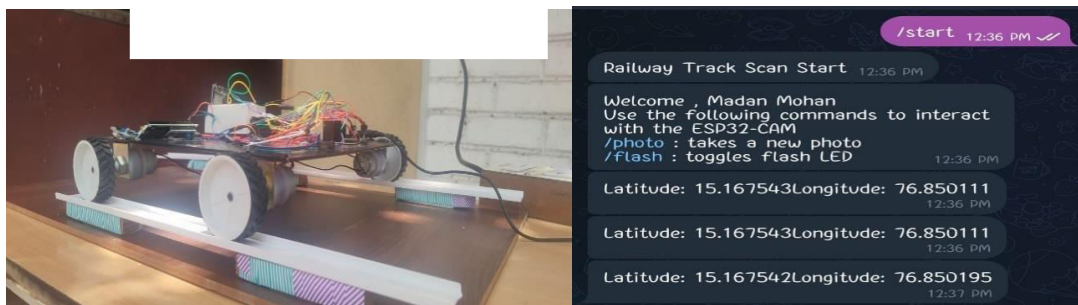 /start 12:36 PM
Railway Track Scan Start 12:36 PM
Welcome , Madan Mohan
Use the following commands to interact
with the ESP32-CAM
/photo : takes a new photo
/flash : toggles flash LED 12:36 PM
Latitude: 15.167543Longitude: 76.850111
12:36 PM
Latitude: 15.167543Longitude: 76.850111
12:36 PM
Latitude: 15.167542Longitude: 76.850195
12:37 PM